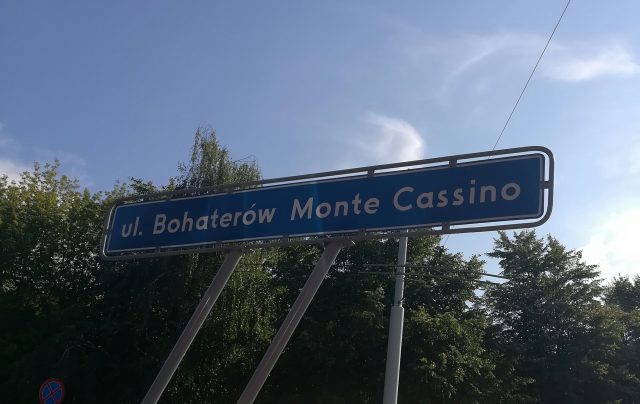 ul. Bohaterów Monte Cassino